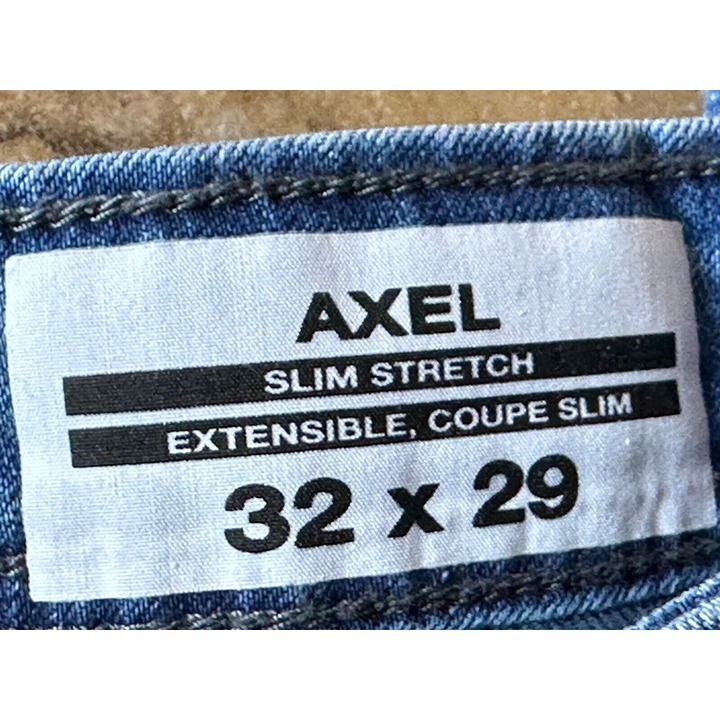 AXEL
SLIM STRETCH
EXTENSIBLE, COUPE SLIM
32 x 29